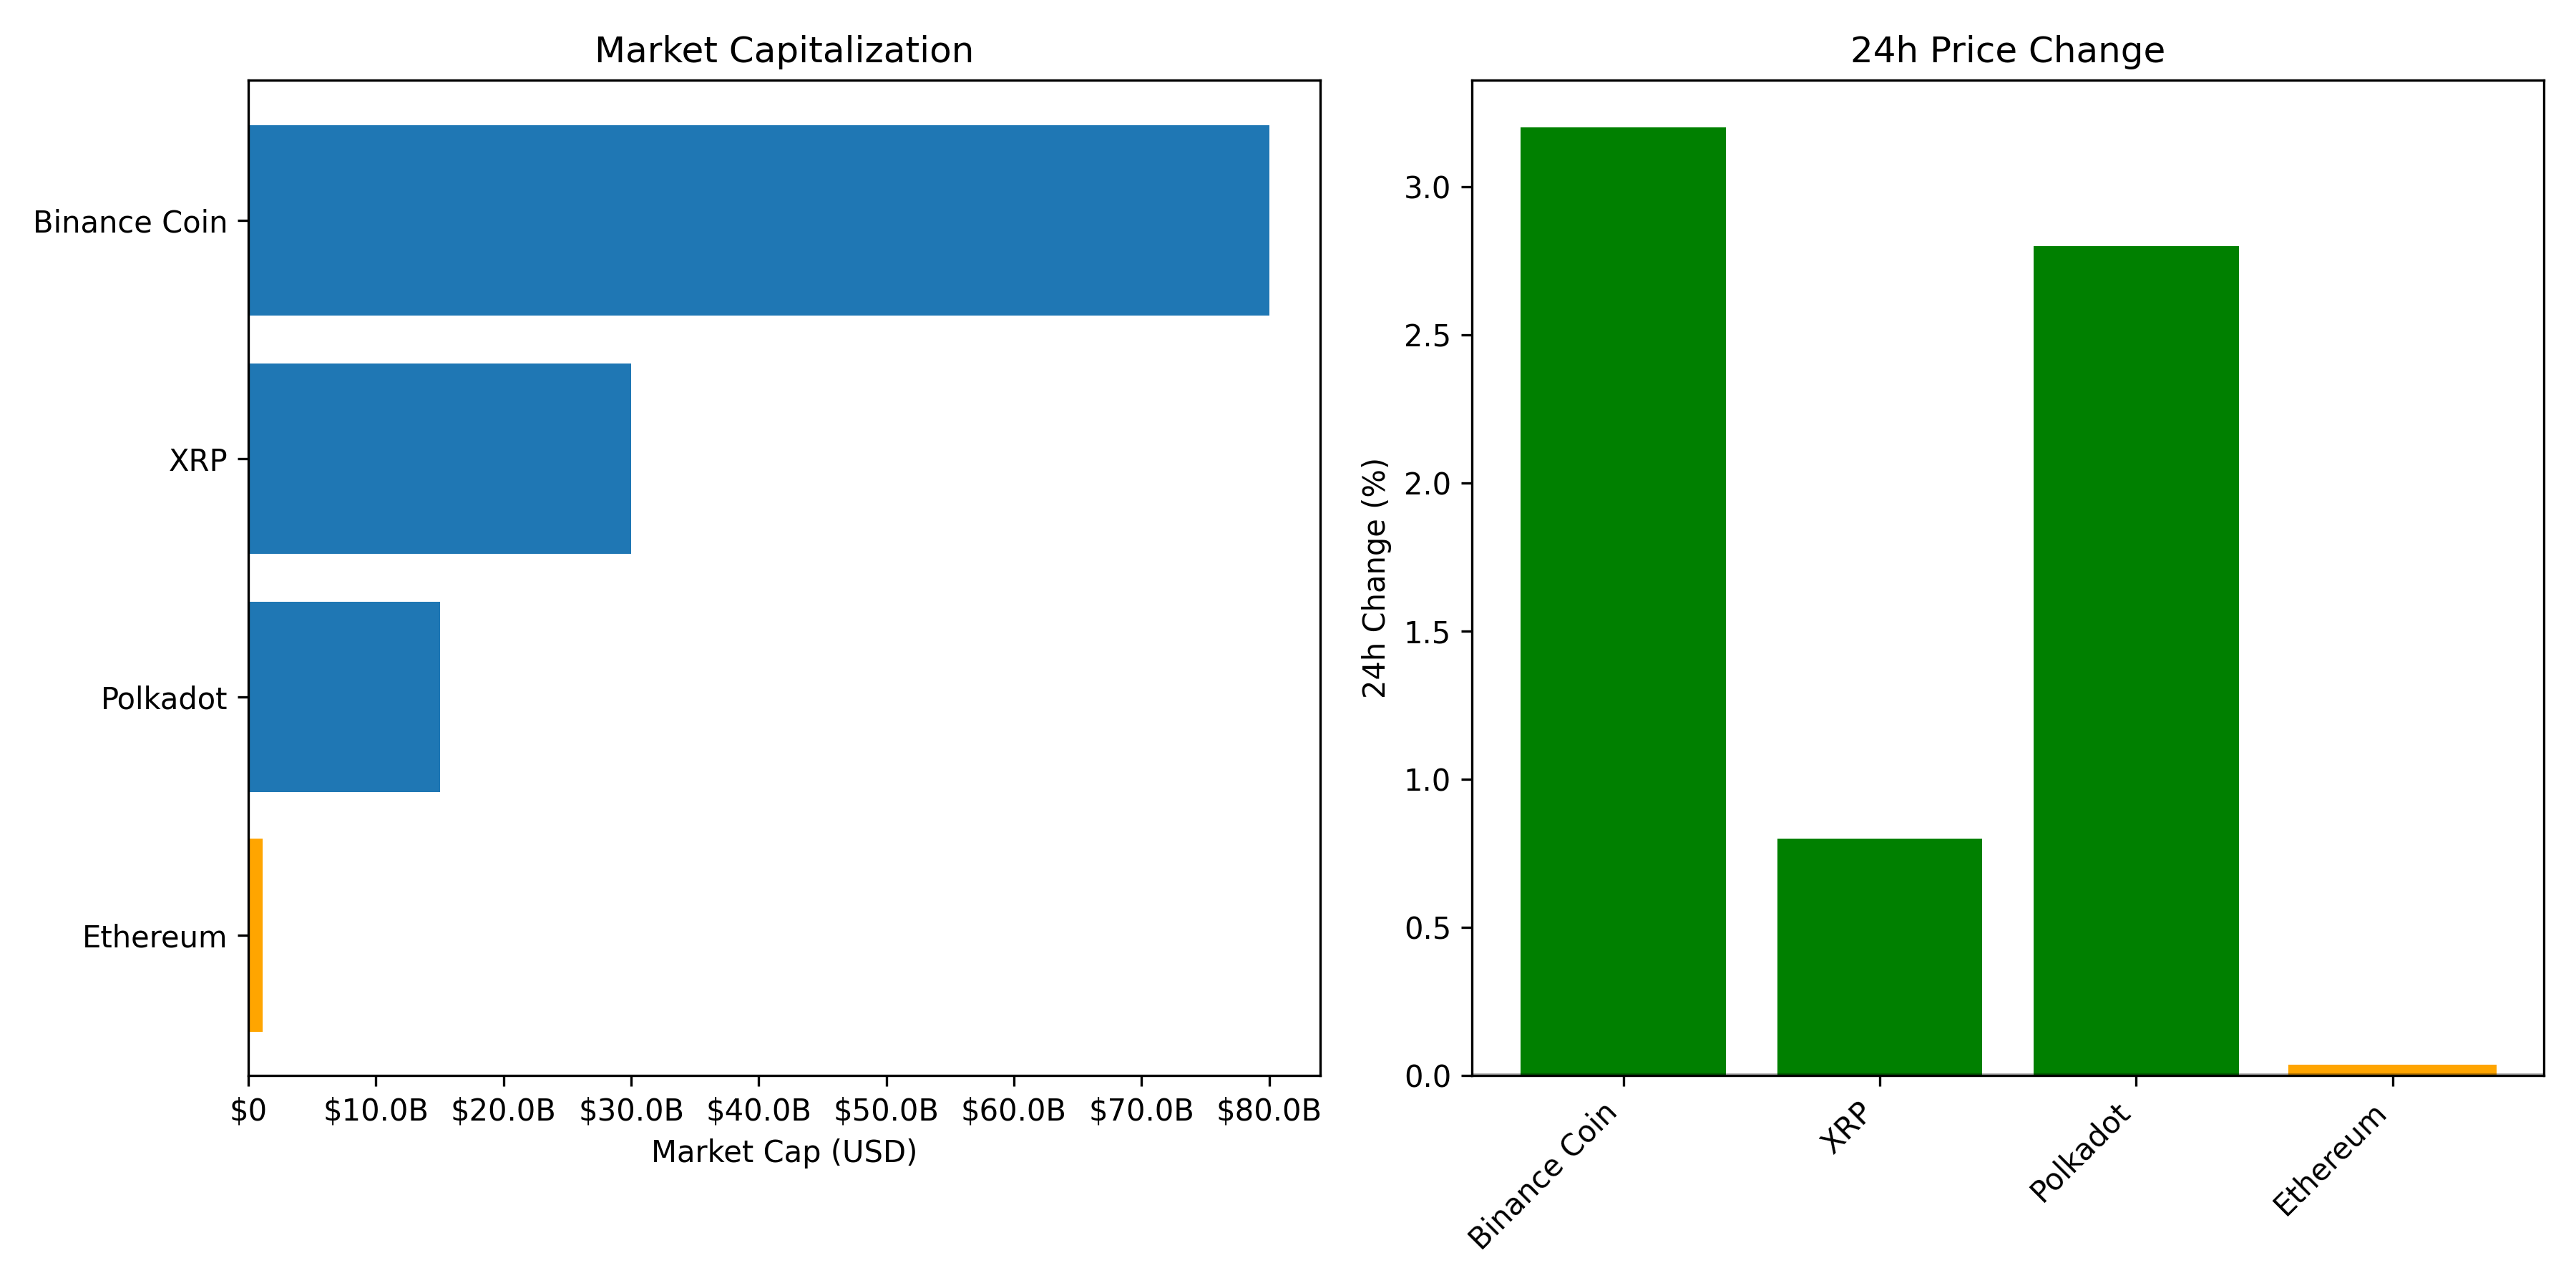 Market Capitalization
Binance Coin
XRP
Polkadot
Ethereum
$0 $10.0B $20.0B $30.0B $40.0B $50.0B $60.0B $70.0B $80.0B
Market Cap (USD)
24h Price Change
24h Change (%)
3.0
2.5
2.0
1.5
1.0
0.5
0.0
Binance Coin
XRP
Polkadot
Ethereum